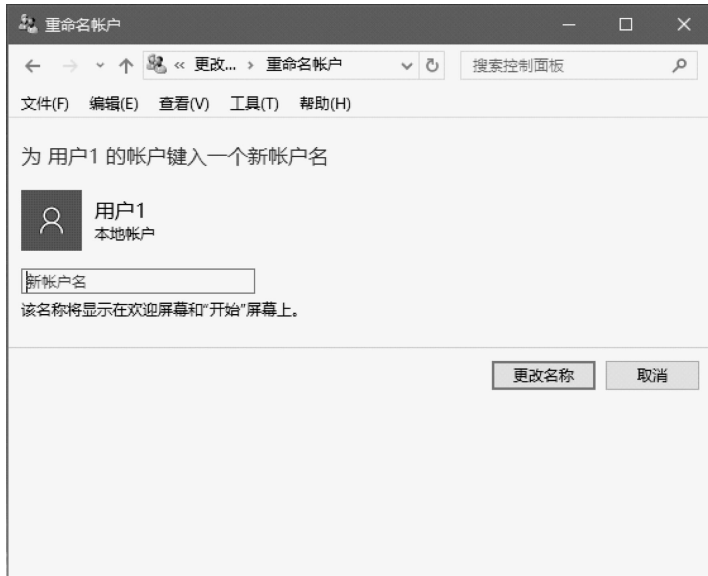 重命名帐户
« 更改... › 重命名帐户
搜索控制面板
文件(F) 编辑(E) 查看(V) 工具(T) 帮助(H)
为 用户1 的帐户键入一个新帐户名
用户1
本地帐户
新帐户名
该名称将显示在欢迎屏幕和“开始”屏幕上。
更改名称 取消